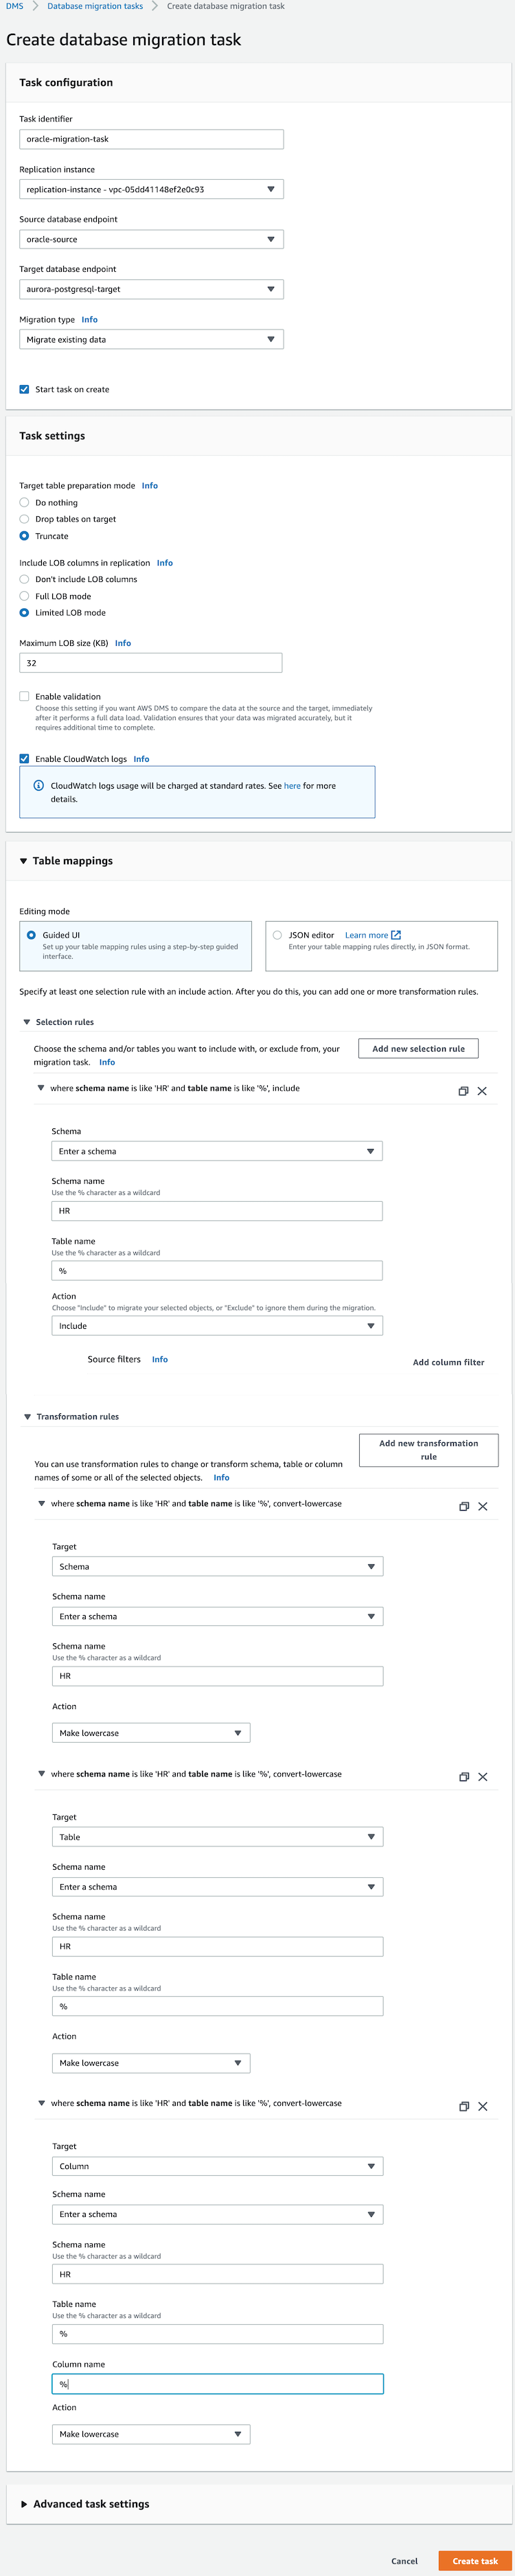 DMS > Database migration tasks > Create database migration task
Create database migration task
Task configuration
Task identifier
oracle-migration-task
Replication instance
replication-instance - vpc-05dd41148ef2e0c93
Source database endpoint
oracle-source
Target database endpoint
aurora-postgresql-target
Migration type Info
Migrate existing data
Start task on create
Task settings
Target table preparation mode Info
Do nothing
Drop tables on target
Truncate
Include LOB columns in replication Info
Don't include LOB columns
Full LOB mode
Limited LOB mode
Maximum LOB size (KB) Info
32
Enable validation
Choose this setting if you want AWS DMS to compare the data at the source and the target, immediately
after it performs a full data load. Validation ensures that your data was migrated accurately, but it
requires additional time to complete.
Enable CloudWatch logs Info
CloudWatch logs usage will be charged at standard rates. See here for more
details.
Table mappings
Editing mode
Guided UI
Set up your table mapping rules using a step-by-step guided
interface.
JSON editor Learn more
Enter your table mapping rules directly, in JSON format.
Specify at least one selection rule with an include action. After you do this, you can add one or more transformation rules.
Selection rules
Choose the schema and/or tables you want to include with, or exclude from, your
migration task. Info
Add new selection rule
where schema name is like 'HR' and table name is like '%', include
Schema
Enter a schema
Schema name
Use the % character as a wildcard
HR
Table name
Use the % character as a wildcard
%
Action
Choose "Include" to migrate your selected objects, or "Exclude" to ignore them during the migration.
Include
Source filters Info
Add column filter
Transformation rules
Add new transformation
rule
You can use transformation rules to change or transform schema, table or column
names of some or all of the selected objects. Info
where schema name is like 'HR' and table name is like '%', convert-lowercase
Target
Schema
Schema name
Enter a schema
Schema name
Use the % character as a wildcard
HR
Action
Make lowercase
where schema name is like 'HR' and table name is like '%', convert-lowercase
Target
Table
Schema name
Enter a schema
Schema name
Use the % character as a wildcard
HR
Table name
Use the % character as a wildcard
%
Action
Make lowercase
where schema name is like 'HR' and table name is like '%', convert-lowercase
Target
Column
Schema name
Enter a schema
Schema name
Use the % character as a wildcard
HR
Table name
Use the % character as a wildcard
%
Column name
%
Action
Make lowercase
Advanced task settings
Cancel
Create task